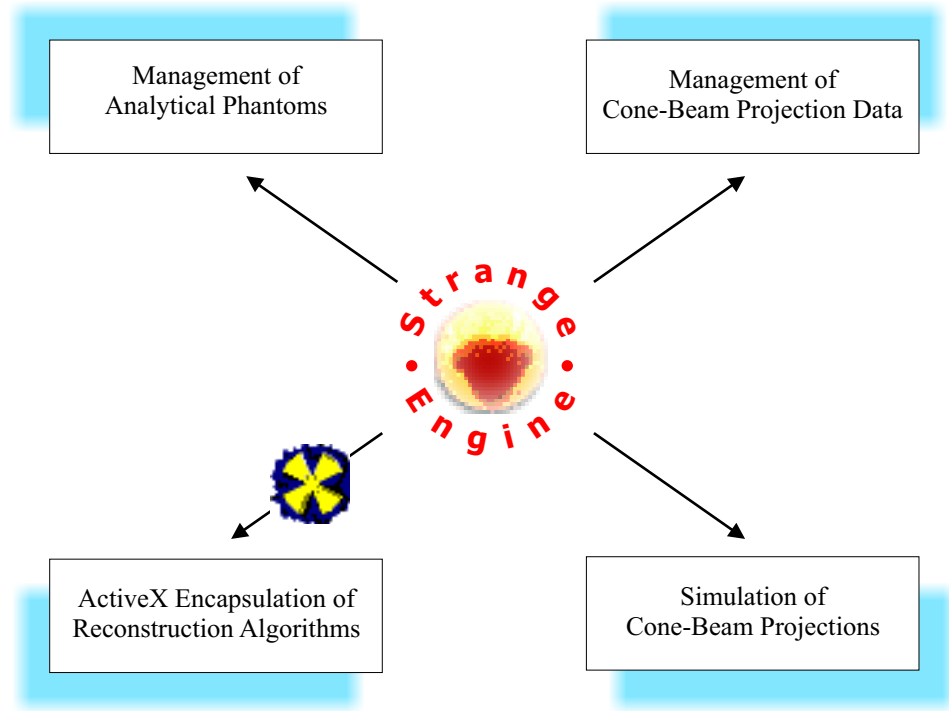 Management of
Analytical Phantoms
Management of
Cone-Beam Projection Data
Strange
• Engine •
ActiveX Encapsulation of
Reconstruction Algorithms
Simulation of
Cone-Beam Projections